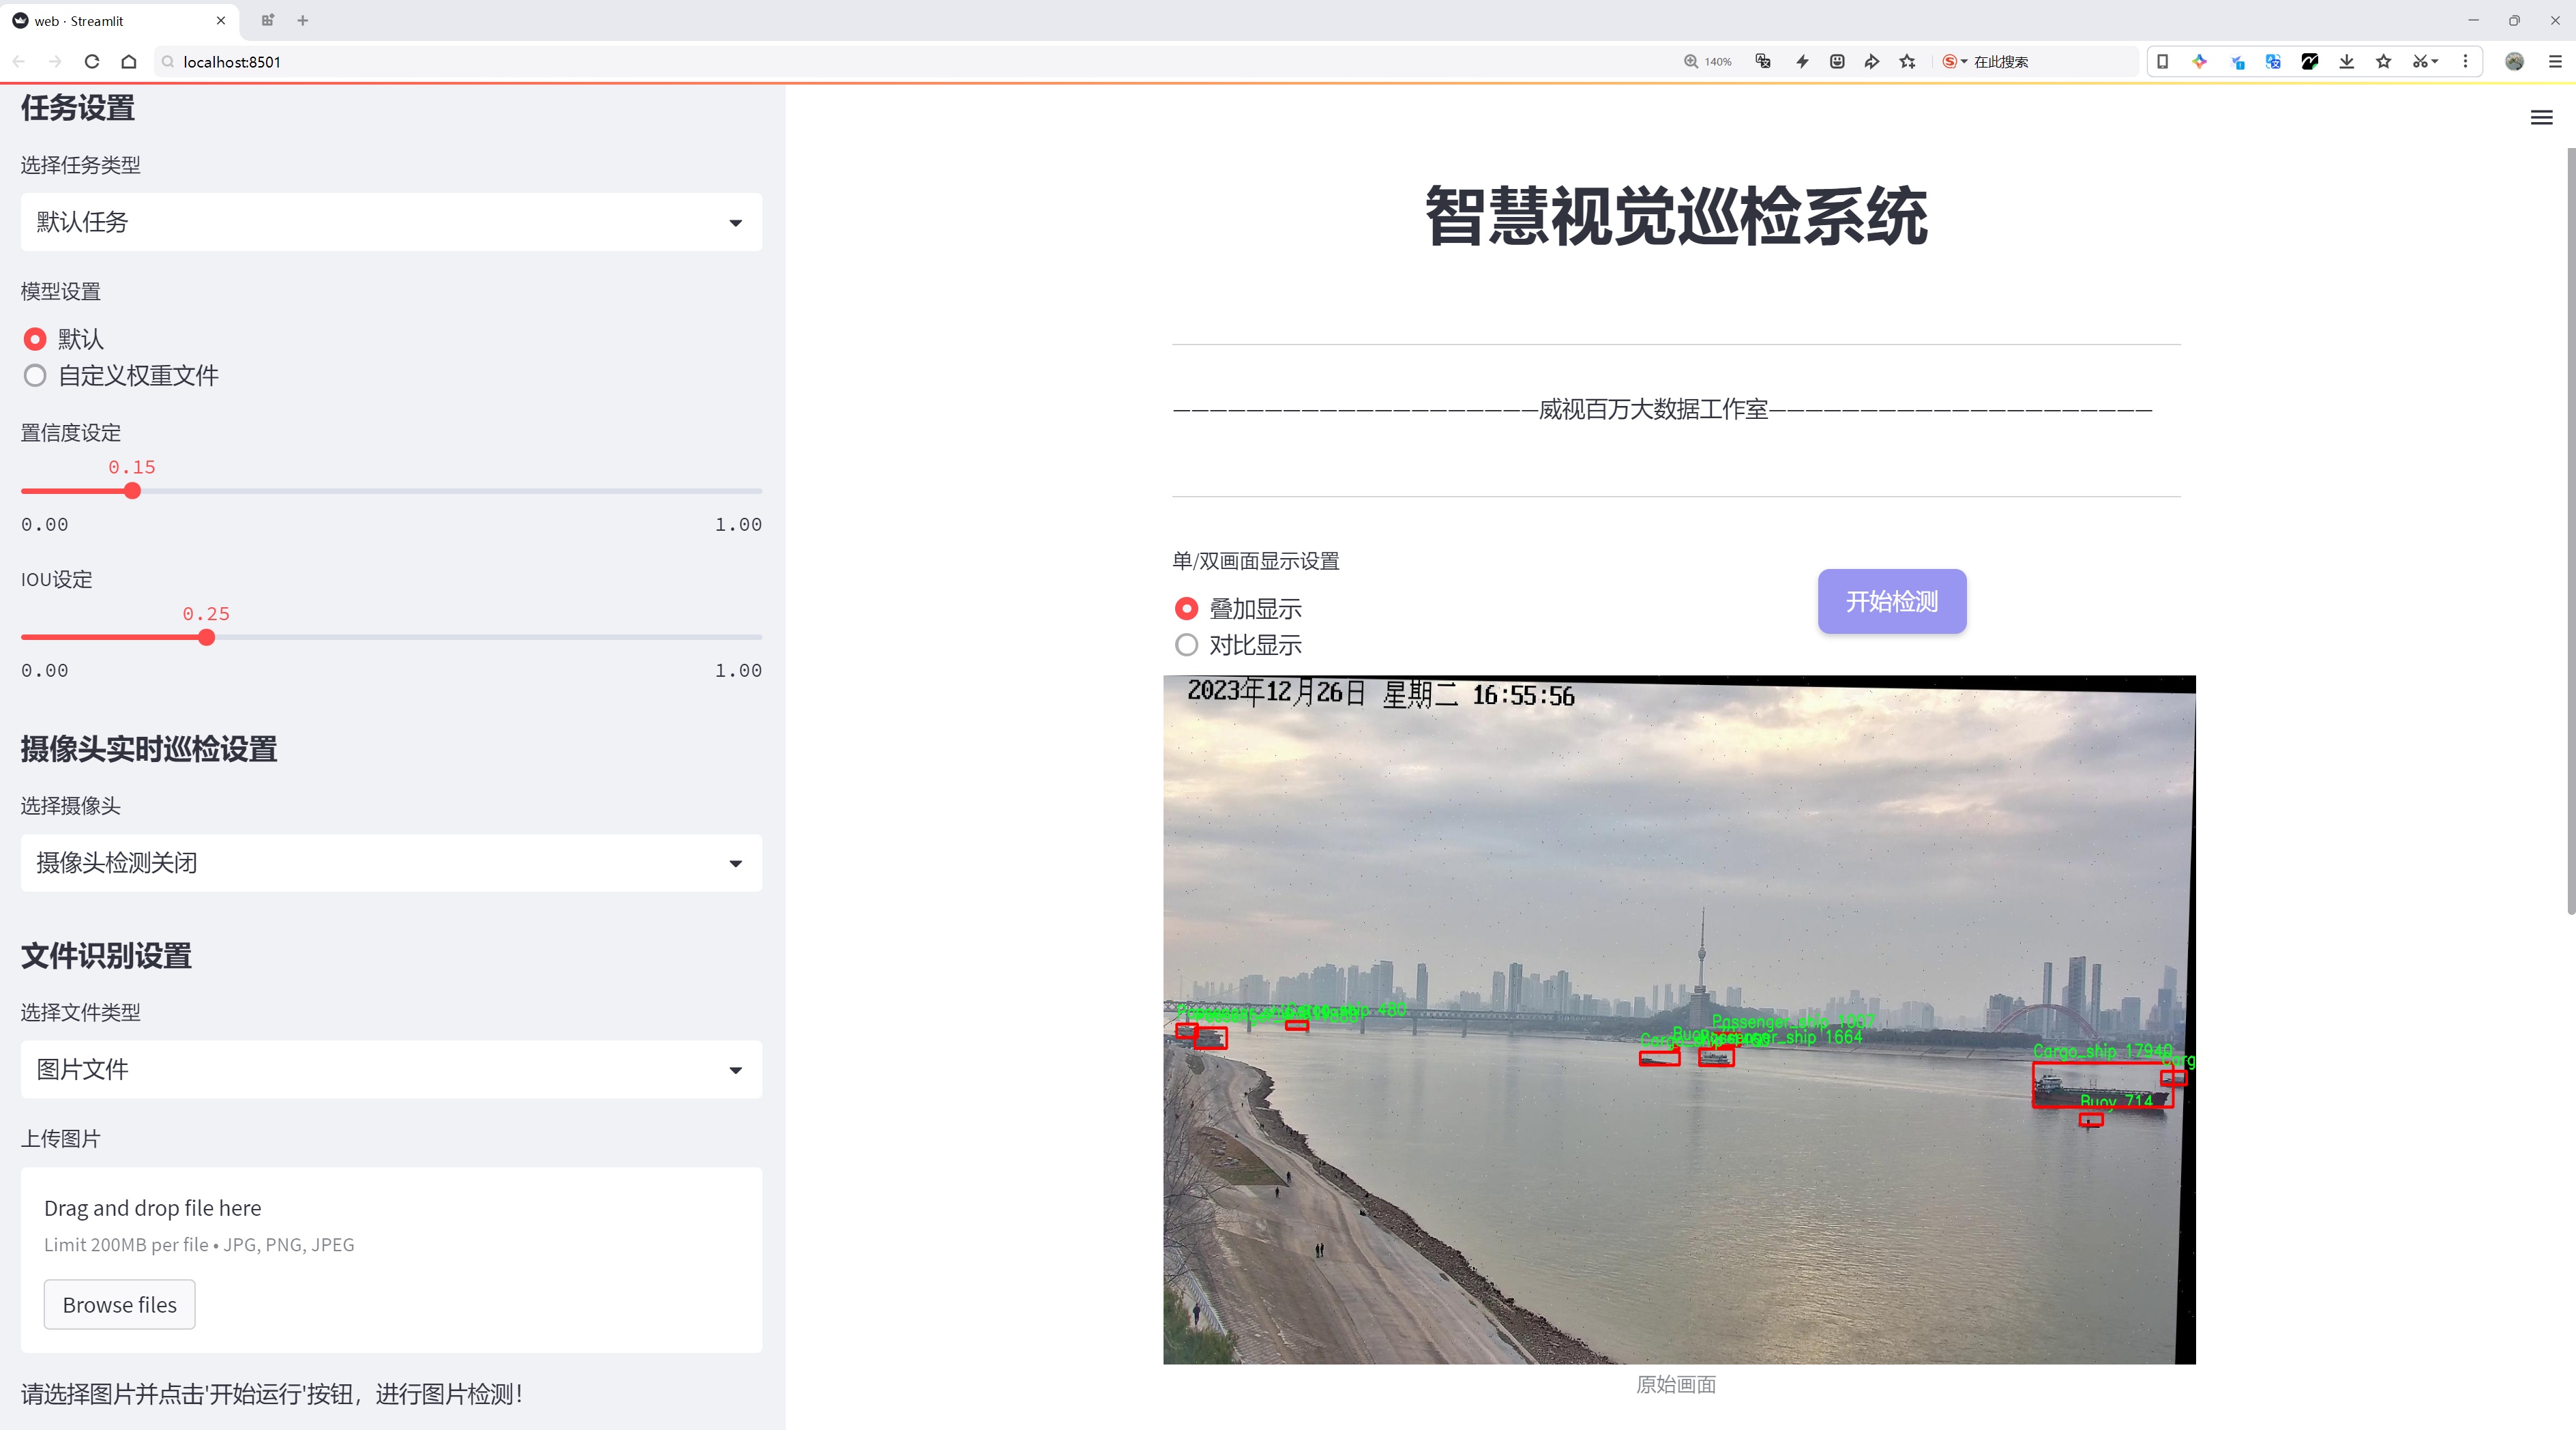 web · Streamlit
localhost:8501
140%
在此搜索
任务设置
选择任务类型
默认任务
模型设置
默认
自定义权重文件
置信度设定
0.15
0.00
1.00
IOU设定
0.25
0.00
1.00
摄像头实时巡检设置
选择摄像头
摄像头检测关闭
文件识别设置
选择文件类型
图片文件
上传图片
Drag and drop file here
Limit 200MB per file • JPG, PNG, JPEG
Browse files
请选择图片并点击'开始运行'按钮，进行图片检测！
智慧视觉巡检系统
—————————————————————威视百万大数据工作室—————————————————————
单/双画面显示设置
叠加显示
对比显示
开始检测
2023年12月26日 星期二 16:55:56
Cargo_ship 480
Passenger_ship
Passenger_ship 1664
Cargo_ship
Cargo_ship
Buoy 714
原始画面